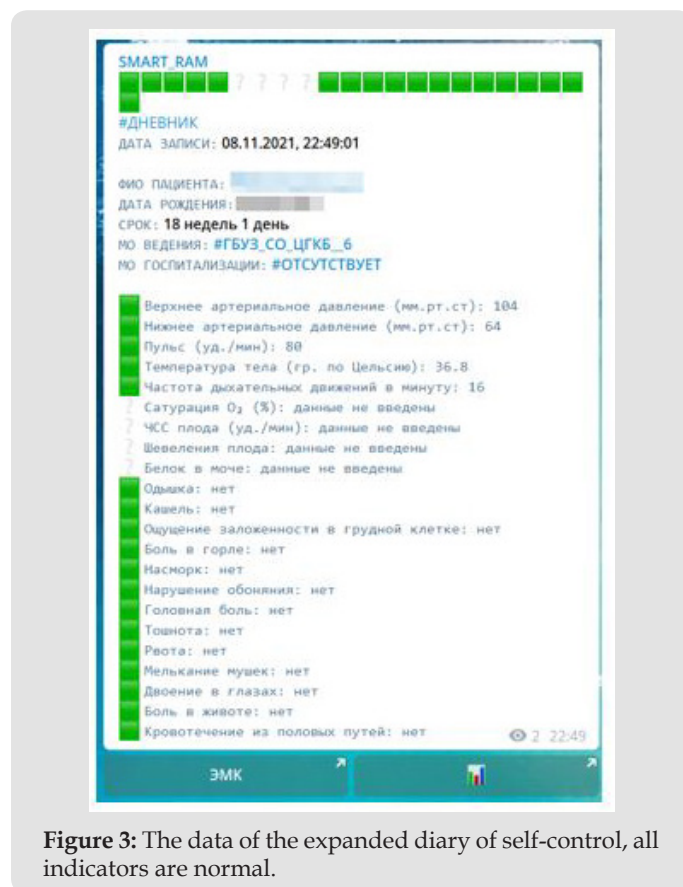 SMART_RAM
? ? ? ?
#ДНЕВНИК
ДАТА ЗАПИСИ: 08.11.2021, 22:49:01
ФИО ПАЦИЕНТА:
ДАТА РОЖДЕНИЯ:
СРОК: 18 недель 1 день
МО ВЕДЕНИЯ: #ГБУЗ_СО_ЦГКБ__6
МО ГОСПИТАЛИЗАЦИИ: #ОТСУТСТВУЕТ
Верхнее артериальное давление (мм.рт.ст): 104
Нижнее артериальное давление (мм.рт.ст): 64
Пульс (уд./мин): 80
Температура тела (гр. по Цельсию): 36.8
Частота дыхательных движений в минуту: 16
? Сатурация O₂ (%): данные не введены
? ЧСС плода (уд./мин): данные не введены
? Шевеления плода: данные не введены
? Белок в моче: данные не введены
Одышка: нет
Кашель: нет
Ощущение заложенности в грудной клетке: нет
Боль в горле: нет
Насморк: нет
Нарушение обоняния: нет
Головная боль: нет
Тошнота: нет
Рвота: нет
Мелькание мушек: нет
Двоение в глазах: нет
Боль в животе: нет
Кровотечение из половых путей: нет
2 22:49
ЭМК
Figure 3: The data of the expanded diary of self-control, all
indicators are normal.